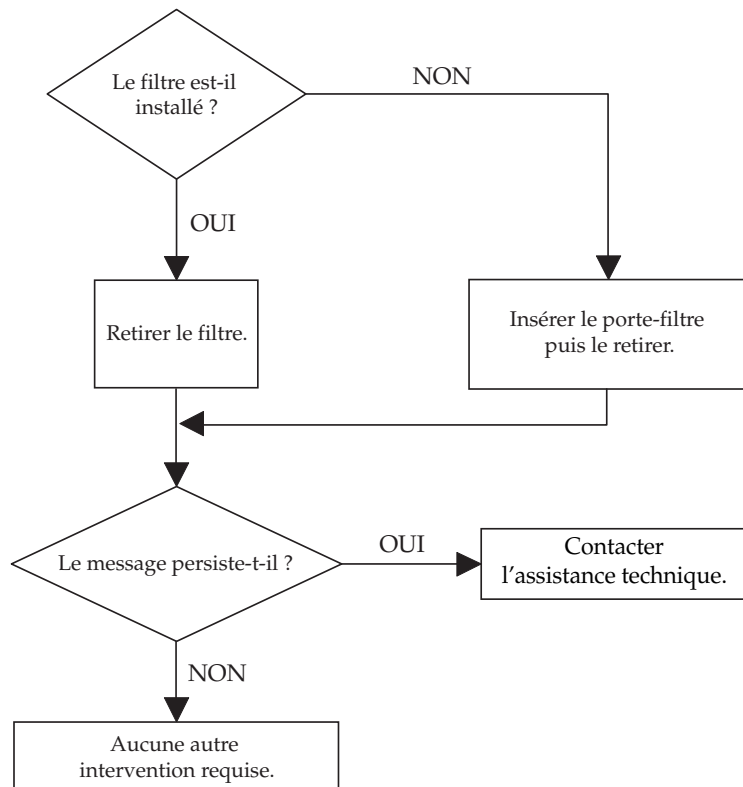 Le filtre est-il
installé ?
NON
OUI
Retirer le filtre.
Insérer le porte-filtre
puis le retirer.
Le message persiste-t-il ?
OUI
Contacter
l'assistance technique.
NON
Aucune autre
intervention requise.